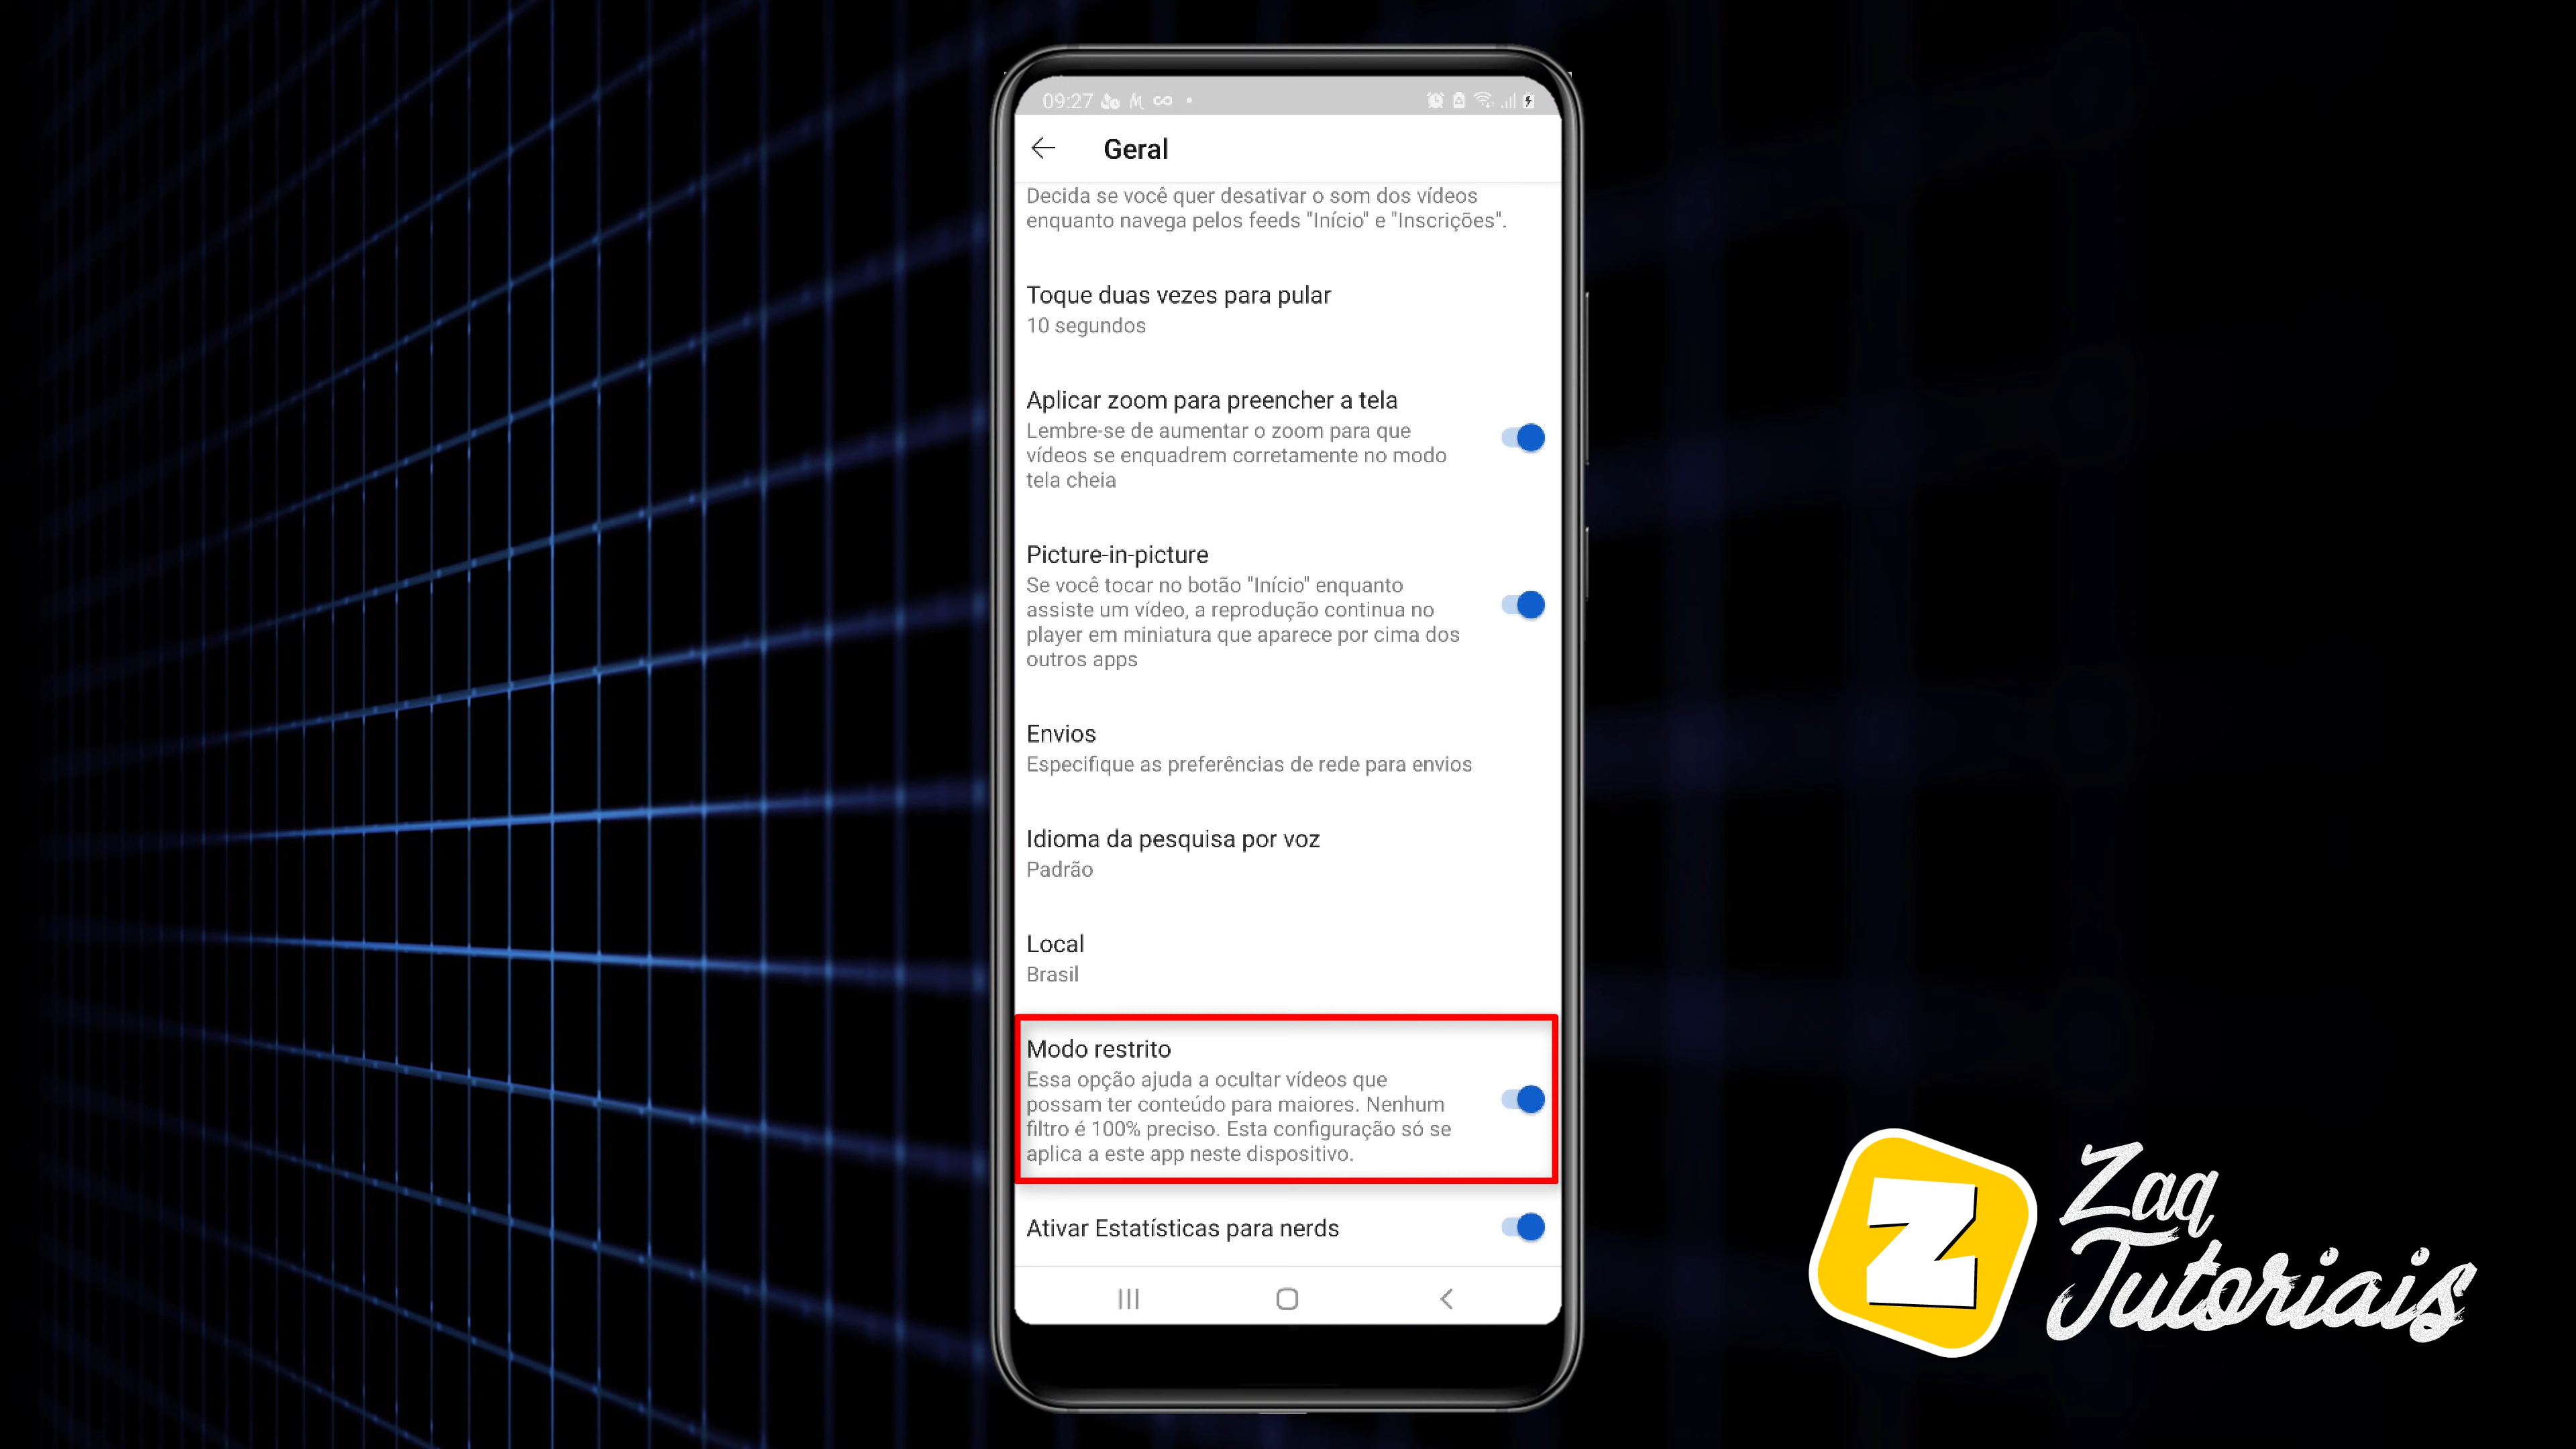 09:27
Geral
Decida se você quer desativar o som dos vídeos
enquanto navega pelos feeds "Início" e "Inscrições".
Toque duas vezes para pular
10 segundos
Aplicar zoom para preencher a tela
Lembre-se de aumentar o zoom para que
vídeos se enquadrem corretamente no modo
tela cheia
Picture-in-picture
Se você tocar no botão "Início" enquanto
assiste um vídeo, a reprodução continua no
player em miniatura que aparece por cima dos
outros apps
Envios
Especifique as preferências de rede para envios
Idioma da pesquisa por voz
Padrão
Local
Brasil
Modo restrito
Essa opção ajuda a ocultar vídeos que
possam ter conteúdo para maiores. Nenhum
filtro é 100% preciso. Esta configuração só se
aplica a este app neste dispositivo.
Ativar Estatísticas para nerds
Z
Zaq
Tutoriais